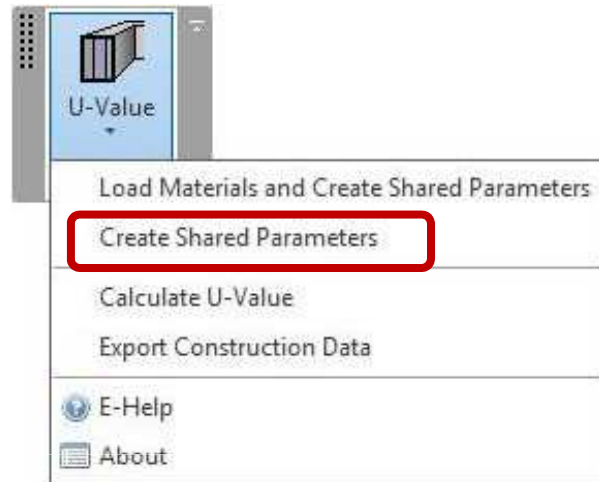 U-Value
Load Materials and Create Shared Parameters
Create Shared Parameters
Calculate U-Value
Export Construction Data
E-Help
About